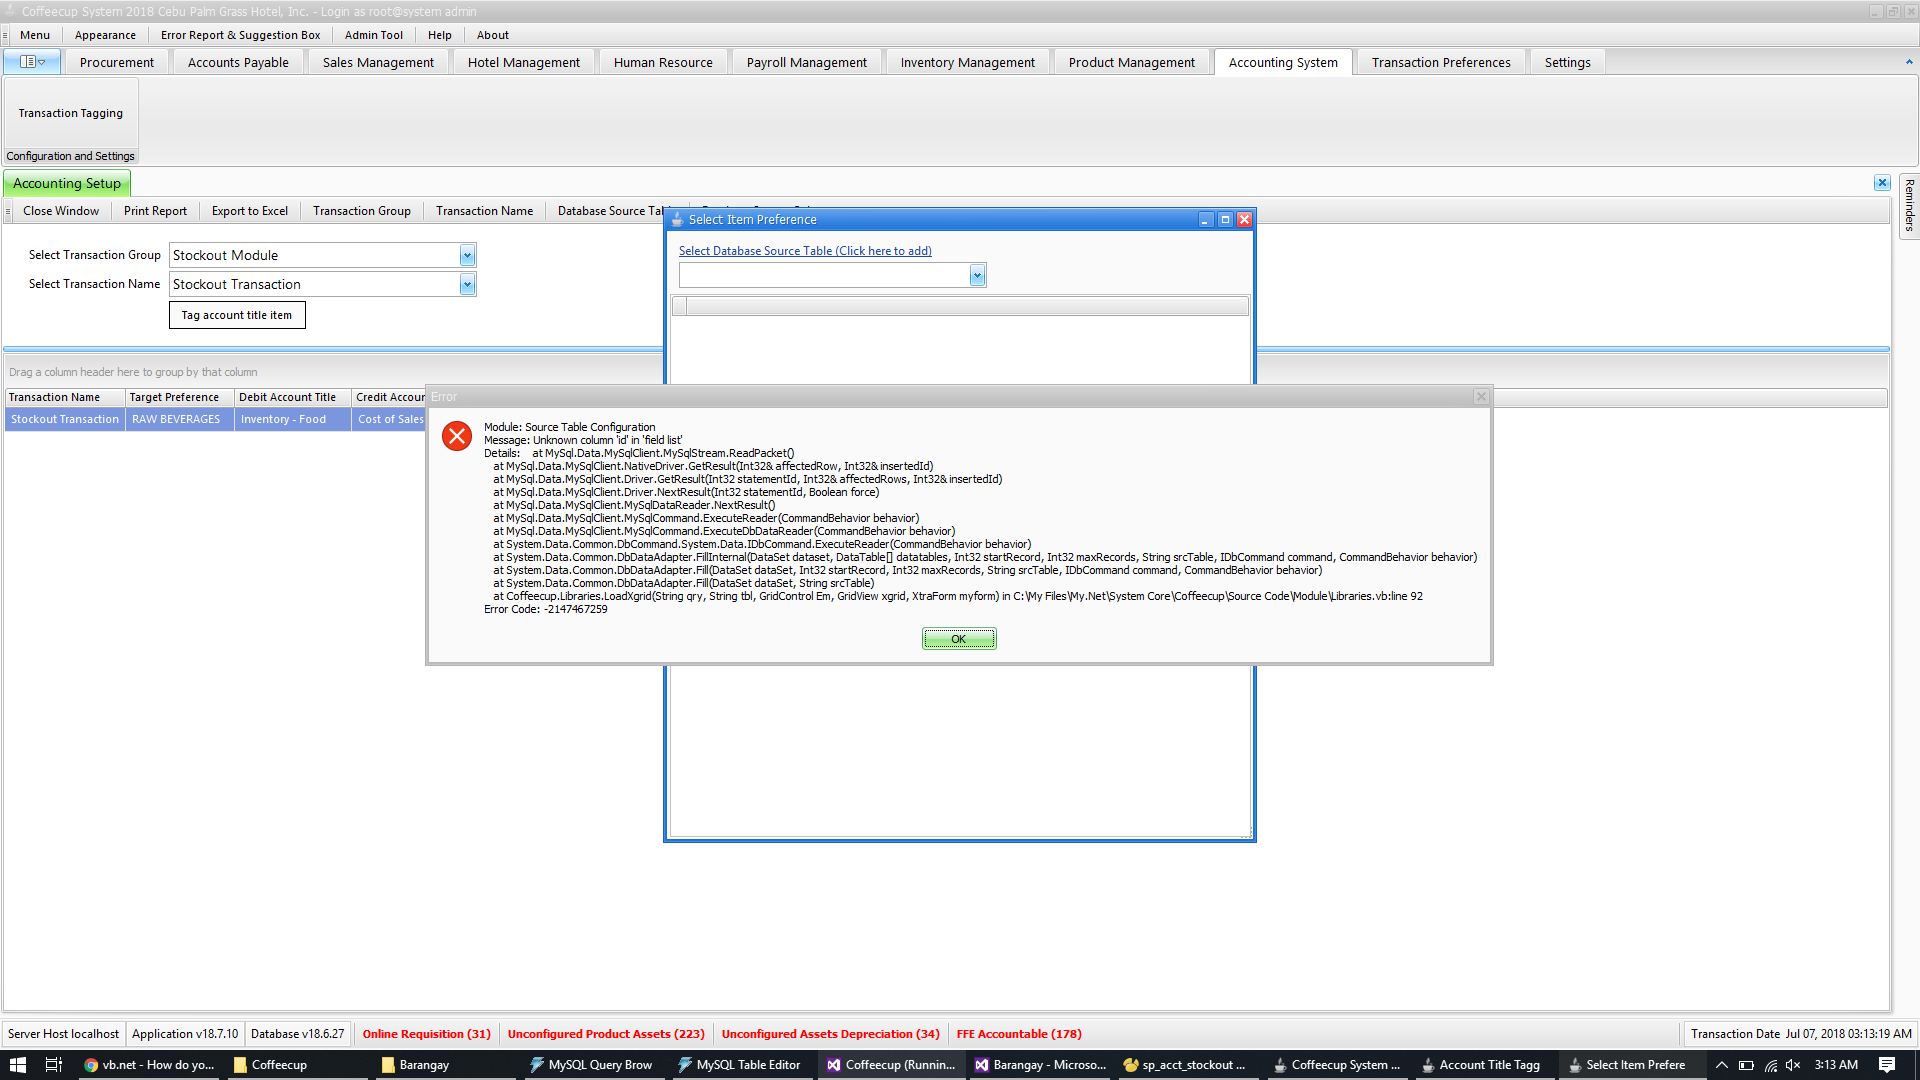 Coffeecup System 2018 Cebu Palm Grass Hotel, Inc. - Login as root@system admin
Menu Appearance Error Report & Suggestion Box Admin Tool Help About
Procurement Accounts Payable Sales Management Hotel Management Human Resource Payroll Management Inventory Management Product Management Accounting System Transaction Preferences Settings
Transaction Tagging
Configuration and Settings
Accounting Setup
Reminders
Close Window Print Report Export to Excel Transaction Group Transaction Name Database Source
Select Item Preference
Select Database Source Table (Click here to add)
Select Transaction Group Stockout Module
Select Transaction Name Stockout Transaction
Tag account title item
Drag a column header here to group by that column
Transaction Name Target Preference Debit Account Title Credit Accour
Stockout Transaction RAW BEVERAGES Inventory - Food Cost of Sales
Error
Module: Source Table Configuration
Message: Unknown column 'id' in 'field list'
Details: at MySql.Data.MySqlClient.MySqlStream.ReadPacket()
at MySql.Data.MySqlClient.NativeDriver.GetResult(Int32& affectedRow, Int32& insertedId)
at MySql.Data.MySqlClient.Driver.GetResult(Int32 statementId, Int32& affectedRows, Int32& insertedId)
at MySql.Data.MySqlClient.Driver.NextResult(Int32 statementId, Boolean force)
at MySql.Data.MySqlClient.MySqlDataReader.NextResult()
at MySql.Data.MySqlClient.MySqlCommand.ExecuteReader(CommandBehavior behavior)
at MySql.Data.MySqlClient.MySqlCommand.ExecuteDbDataReader(CommandBehavior behavior)
at System.Data.Common.DbCommand.System.Data.IDbCommand.ExecuteReader(CommandBehavior behavior)
at System.Data.Common.DbDataAdapter.FillInternal(DataSet dataset, DataTable[] datatables, Int32 startRecord, Int32 maxRecords, String srcTable, IDbCommand command, CommandBehavior behavior)
at System.Data.Common.DbDataAdapter.Fill(DataSet dataSet, Int32 startRecord, Int32 maxRecords, String srcTable, IDbCommand command, CommandBehavior behavior)
at System.Data.Common.DbDataAdapter.Fill(DataSet dataSet, String srcTable)
at Coffeecup.Libraries.LoadXgrid(String qry, String tbl, GridControl Em, GridView xgrid, XtraForm myform) in C:\My Files\My.Net\System Core\Coffeecup\Source Code\Module\Libraries.vb:line 92
Error Code: -2147467259
OK
Server Host localhost Application v18.7.10 Database v18.6.27 Online Requisition (31) Unconfigured Product Assets (223) Unconfigured Assets Depreciation (34) FFE Accountable (178) Transaction Date Jul 07, 2018 03:13:19 AM
vb.net - How do yo... Coffeecup Barangay MySQL Query Brow MySQL Table Editor Coffeecup (Runnin... Barangay - Microso... sp_acct_stockout ... Coffeecup System ... Account Title Tagg Select Item Prefere 3:13 AM